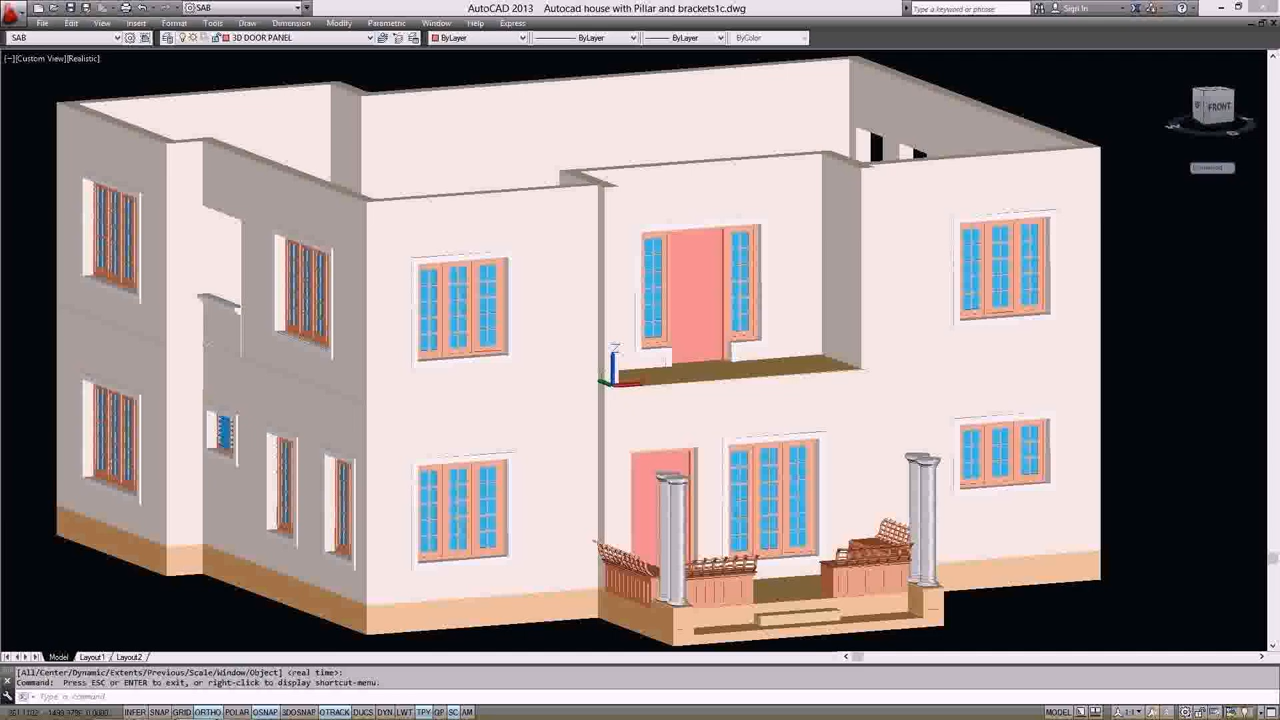 SAB
AutoCAD 2013 Autocad house with Pillar and brackets1c.dwg
Type a keyword or phrase
Sign In
File Edit View Insert Format Tools Draw Dimension Modify Parametric Window Help Express
SAB
3D DOOR PANEL
ByLayer
ByLayer
ByLayer
ByColor
[−][Custom View][Realistic]
FRONT
Z
Model Layout1 Layout2
[All/Center/Dynamic/Extents/Previous/Scale/Window/Object] <real time>:
Command: Press ESC or ENTER to exit, or right-click to display shortcut-menu.
Type a command
INFER SNAP GRID ORTHO POLAR OSNAP 3DOSNAP OTRACK DUCS DYN LWT TPY QP SC AM
MODEL
1:1